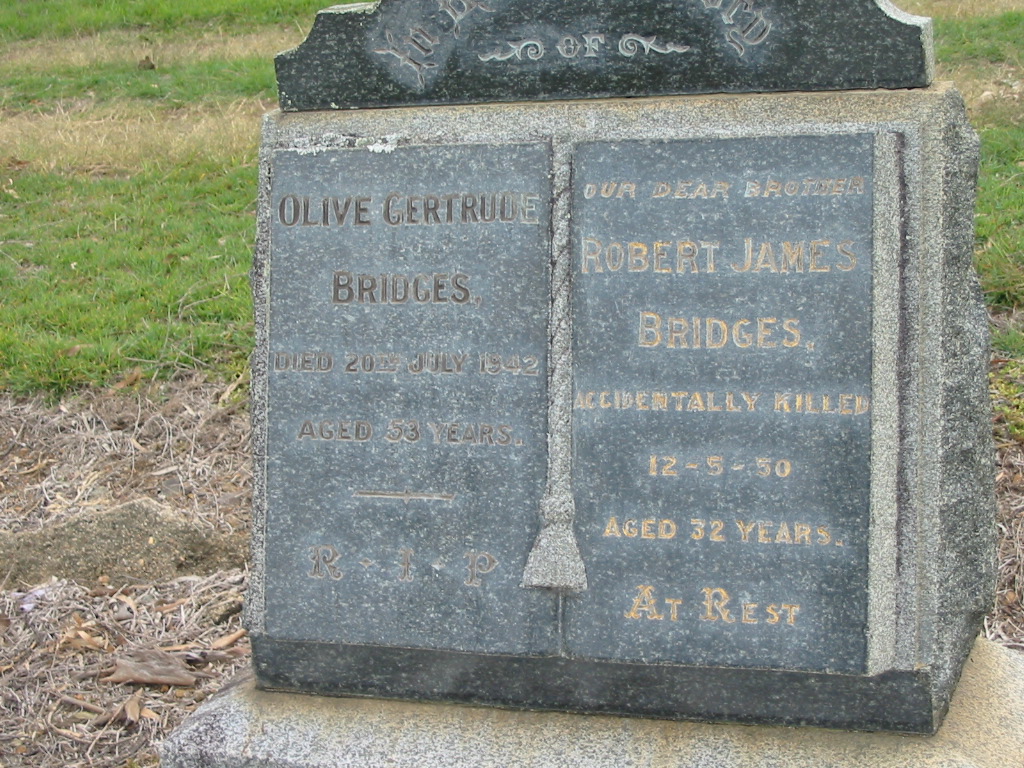 OF
OLIVE GERTRUDE
BRIDGES.
DIED 20TH JULY 1942
AGED 53 YEARS.
R · I · P
OUR DEAR BROTHER
ROBERT JAMES
BRIDGES.
ACCIDENTALLY KILLED
12-5-50
AGED 32 YEARS.
AT REST